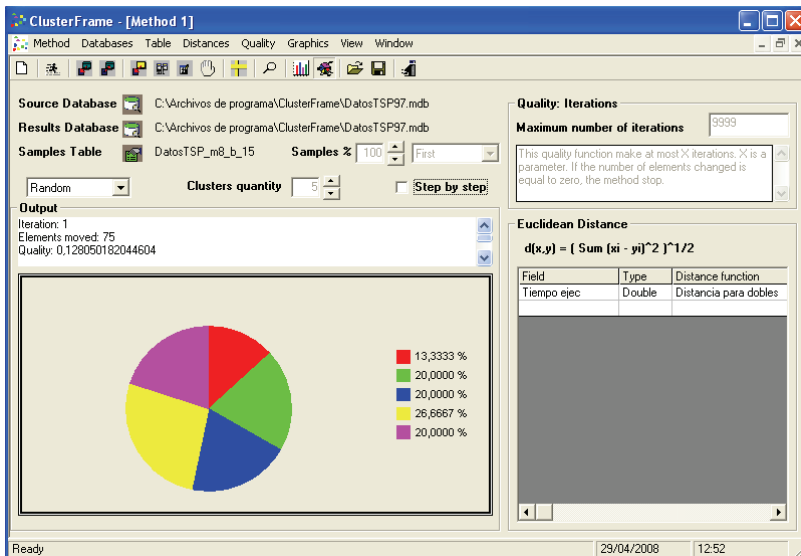 ClusterFrame - [Method 1]
Method Databases Table Distances Quality Graphics View Window
Source Database C:\Archivos de programa\ClusterFrame\DatosTSP97.mdb
Results Database C:\Archivos de programa\ClusterFrame\DatosTSP97.mdb
Samples Table DatosTSP_m8_b_15 Samples % 100 First
Random Clusters quantity 5 Step by step
Output
Iteration: 1
Elements moved: 75
Quality: 0,128050182044604
13,3333 %
20,0000 %
20,0000 %
26,6667 %
20,0000 %
Quality: Iterations
Maximum number of iterations 9999
This quality function make at most X iterations. X is a
parameter. If the number of elements changed is
equal to zero, the method stop.
Euclidean Distance
d(x,y) = ( Sum (xi - yi)^2 )^1/2
Field Type Distance function
Tiempo ejec Double Distancia para dobles
Ready 29/04/2008 12:52